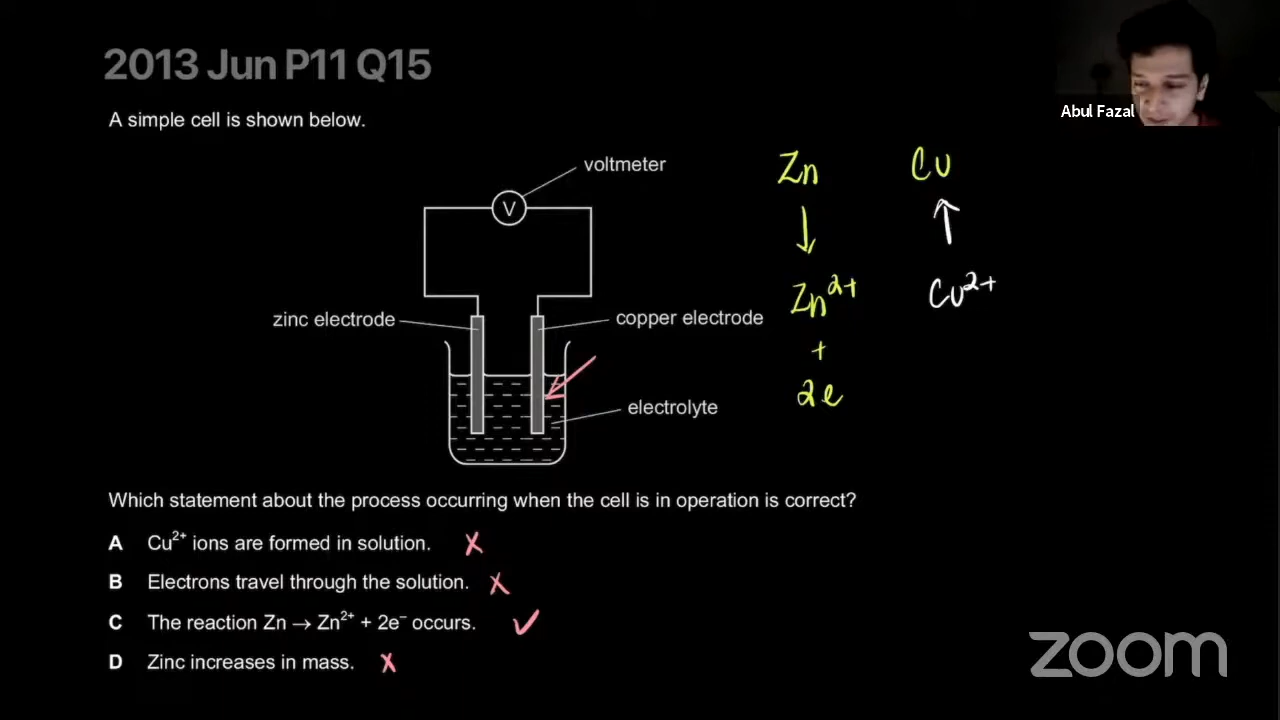 2013 Jun P11 Q15
Abul Fazal
A simple cell is shown below.
voltmeter
V
zinc electrode
copper electrode
electrolyte
Zn Cu
↓ ↑
Zn²⁺ Cu²⁺
+
2e
Which statement about the process occurring when the cell is in operation is correct?
A Cu²⁺ ions are formed in solution. ✗
B Electrons travel through the solution. ✗
C The reaction Zn → Zn²⁺ + 2e⁻ occurs. ✓
D Zinc increases in mass. ✗
zoom